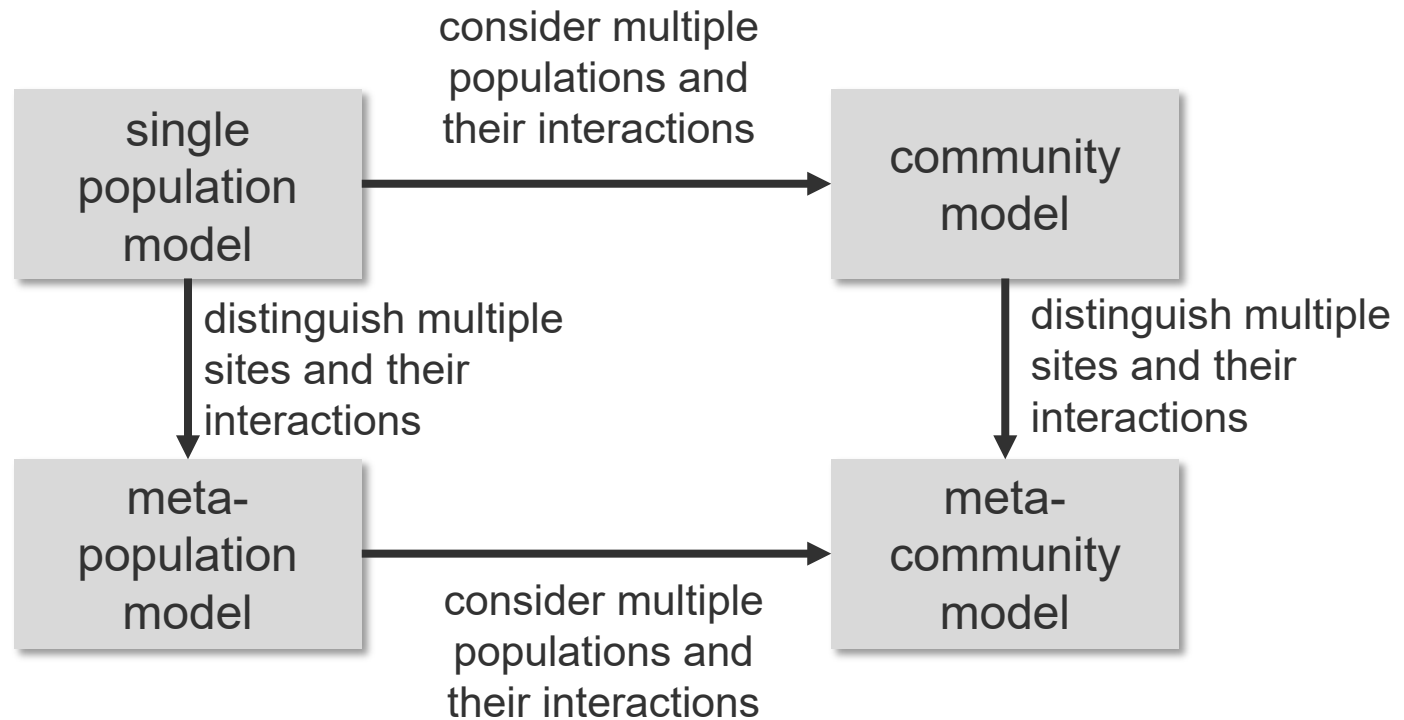 consider multiple
populations and
their interactions
single
population
model
community
model
distinguish multiple
sites and their
interactions
distinguish multiple
sites and their
interactions
meta-
population
model
meta-
community
model
consider multiple
populations and
their interactions